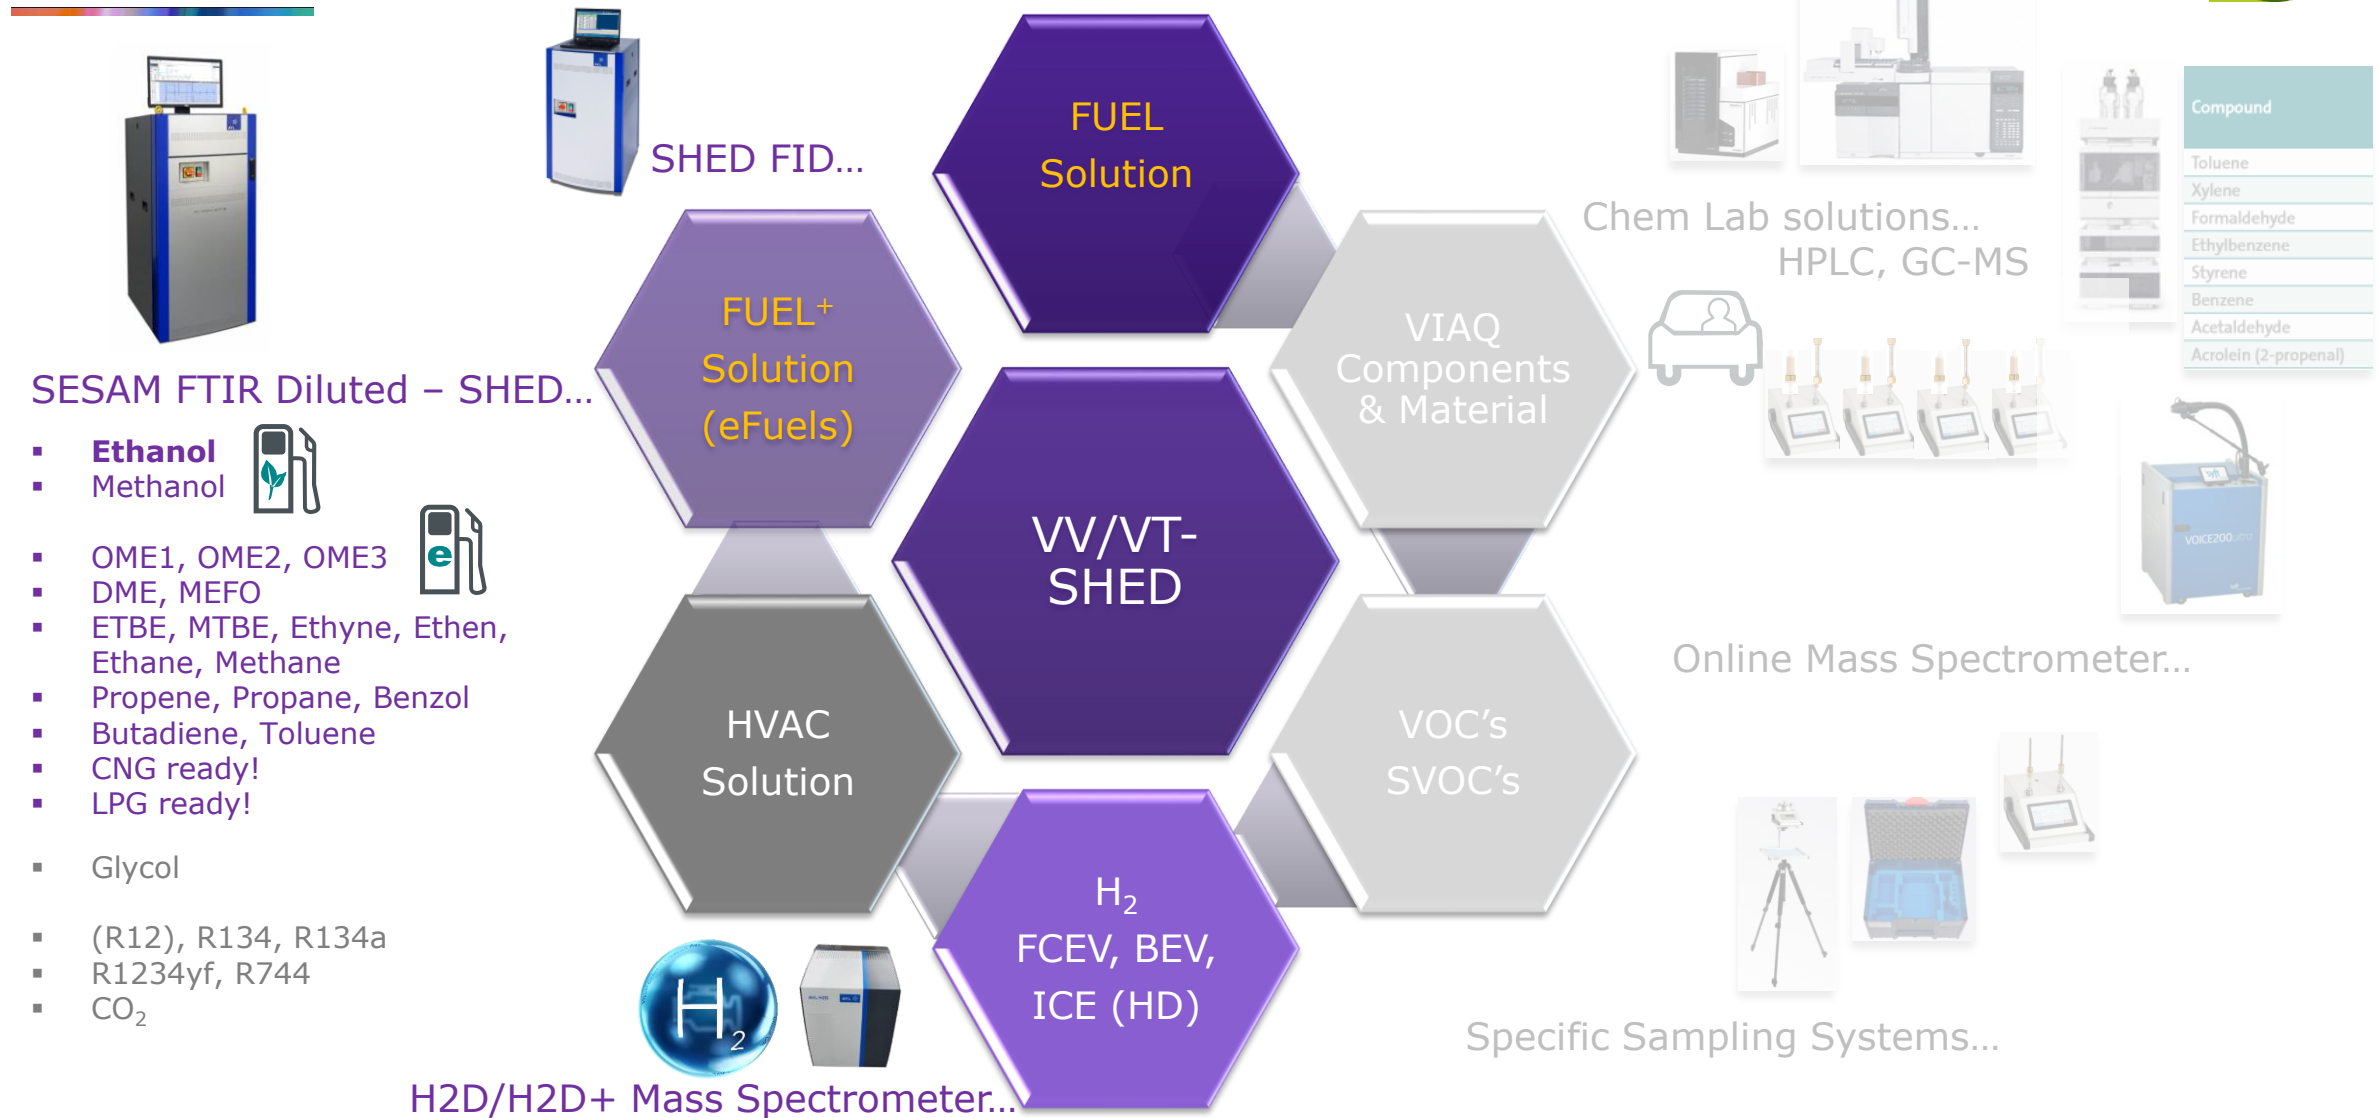 SHED FID...
SESAM FTIR Diluted – SHED...
▪ Ethanol
▪ Methanol
▪ OME1, OME2, OME3
▪ DME, MEFO
▪ ETBE, MTBE, Ethyne, Ethen,
Ethane, Methane
▪ Propene, Propane, Benzol
▪ Butadiene, Toluene
▪ CNG ready!
▪ LPG ready!
▪ Glycol
▪ (R12), R134, R134a
▪ R1234yf, R744
▪ CO₂
e
FUEL
Solution
FUEL⁺
Solution
(eFuels)
VIAQ
Components
& Material
VV/VT-
SHED
HVAC
Solution
VOC’s
SVOC’s
H₂
FCEV, BEV,
ICE (HD)
H₂
H2D/H2D+ Mass Spectrometer...
Chem Lab solutions...
HPLC, GC-MS
Compound
Toluene
Xylene
Formaldehyde
Ethylbenzene
Styrene
Benzene
Acetaldehyde
Acrolein (2-propenal)
syft
VOICE200ultra
Online Mass Spectrometer...
Specific Sampling Systems...